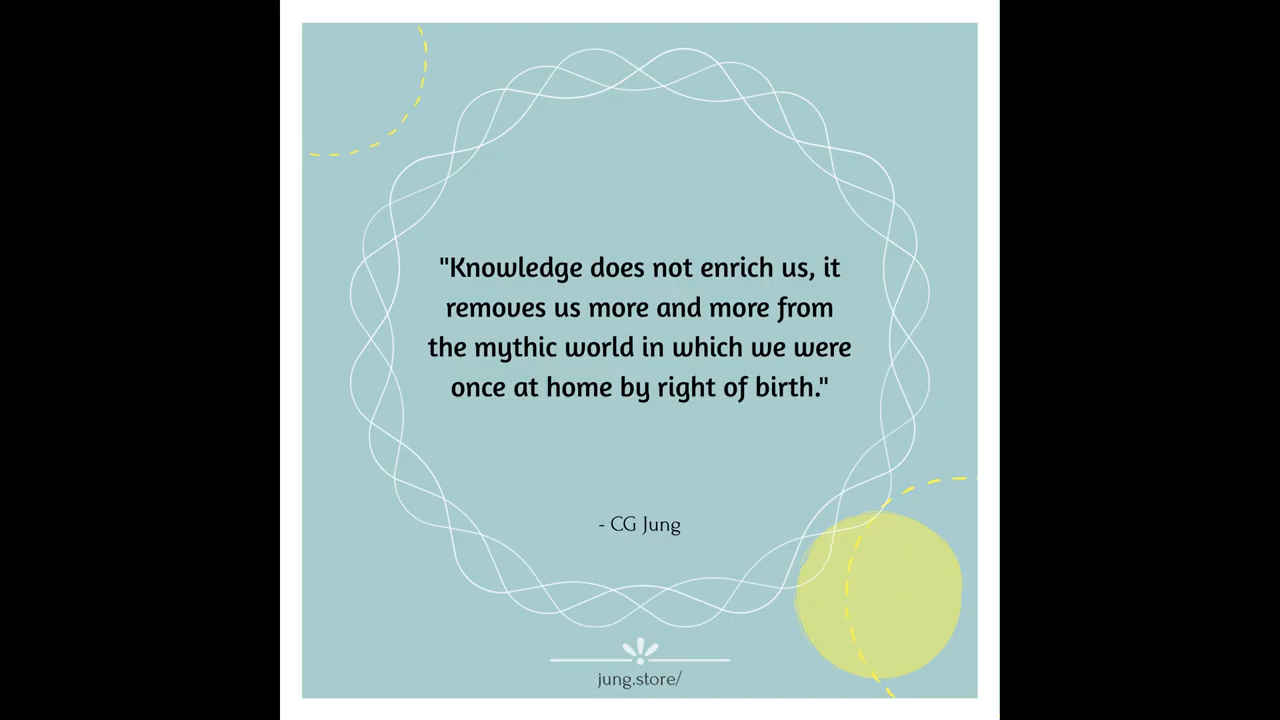 "Knowledge does not enrich us, it
removes us more and more from
the mythic world in which we were
once at home by right of birth."
- CG Jung
jung.store/